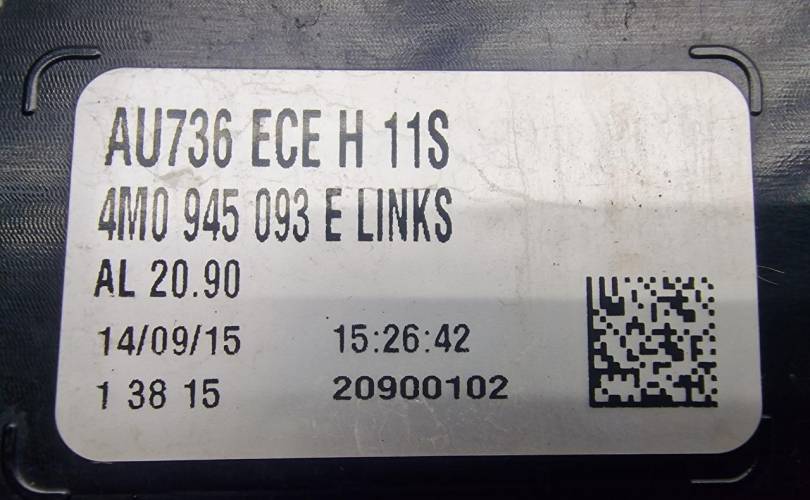 AU736 ECE H 11S
4M0 945 093 E LINKS
AL 20.90
14/09/15 15:26:42
1 38 15 20900102